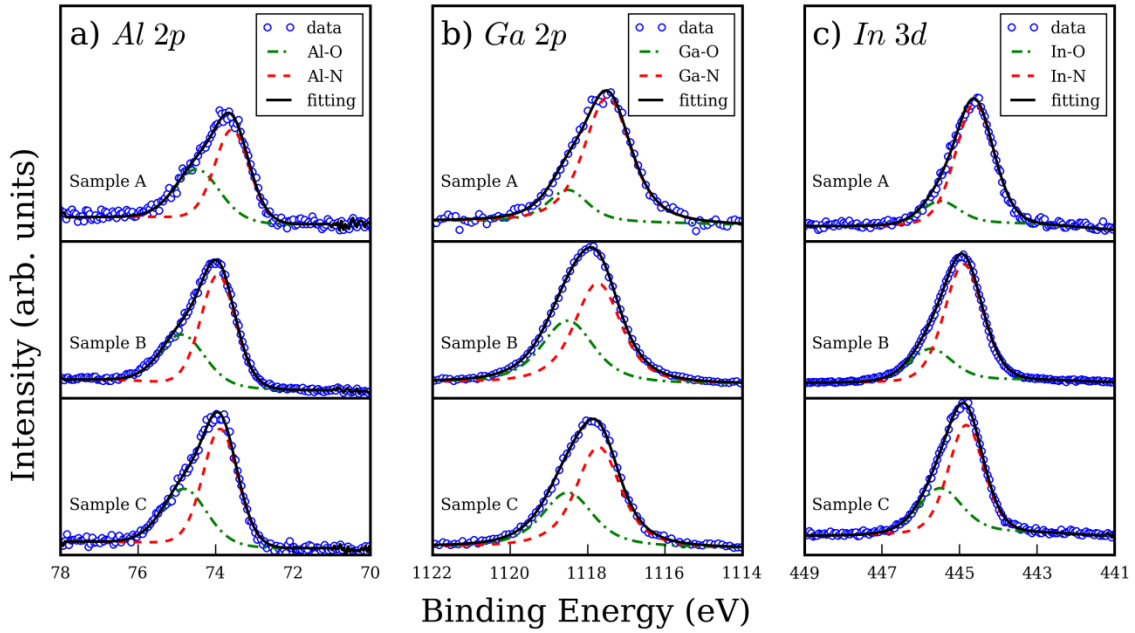 a) Al 2p
data
Al-O
Al-N
fitting
Sample A
Sample B
Sample C
78 76 74 72 70
b) Ga 2p
data
Ga-O
Ga-N
fitting
Sample A
Sample B
Sample C
1122 1120 1118 1116 1114
c) In 3d
data
In-O
In-N
fitting
Sample A
Sample B
Sample C
449 447 445 443 441
Intensity (arb. units)
Binding Energy (eV)